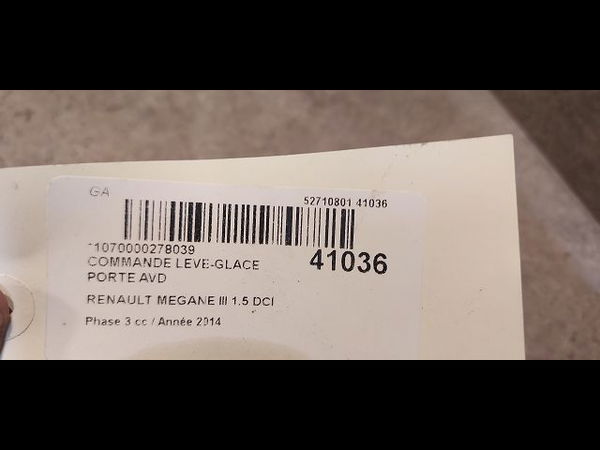 GA
52710801 41036
*1070000278039
COMMANDE LEVE-GLACE
41036
PORTE AVD
RENAULT MEGANE III 1.5 DCI
Phase 3 cc / Année 2014